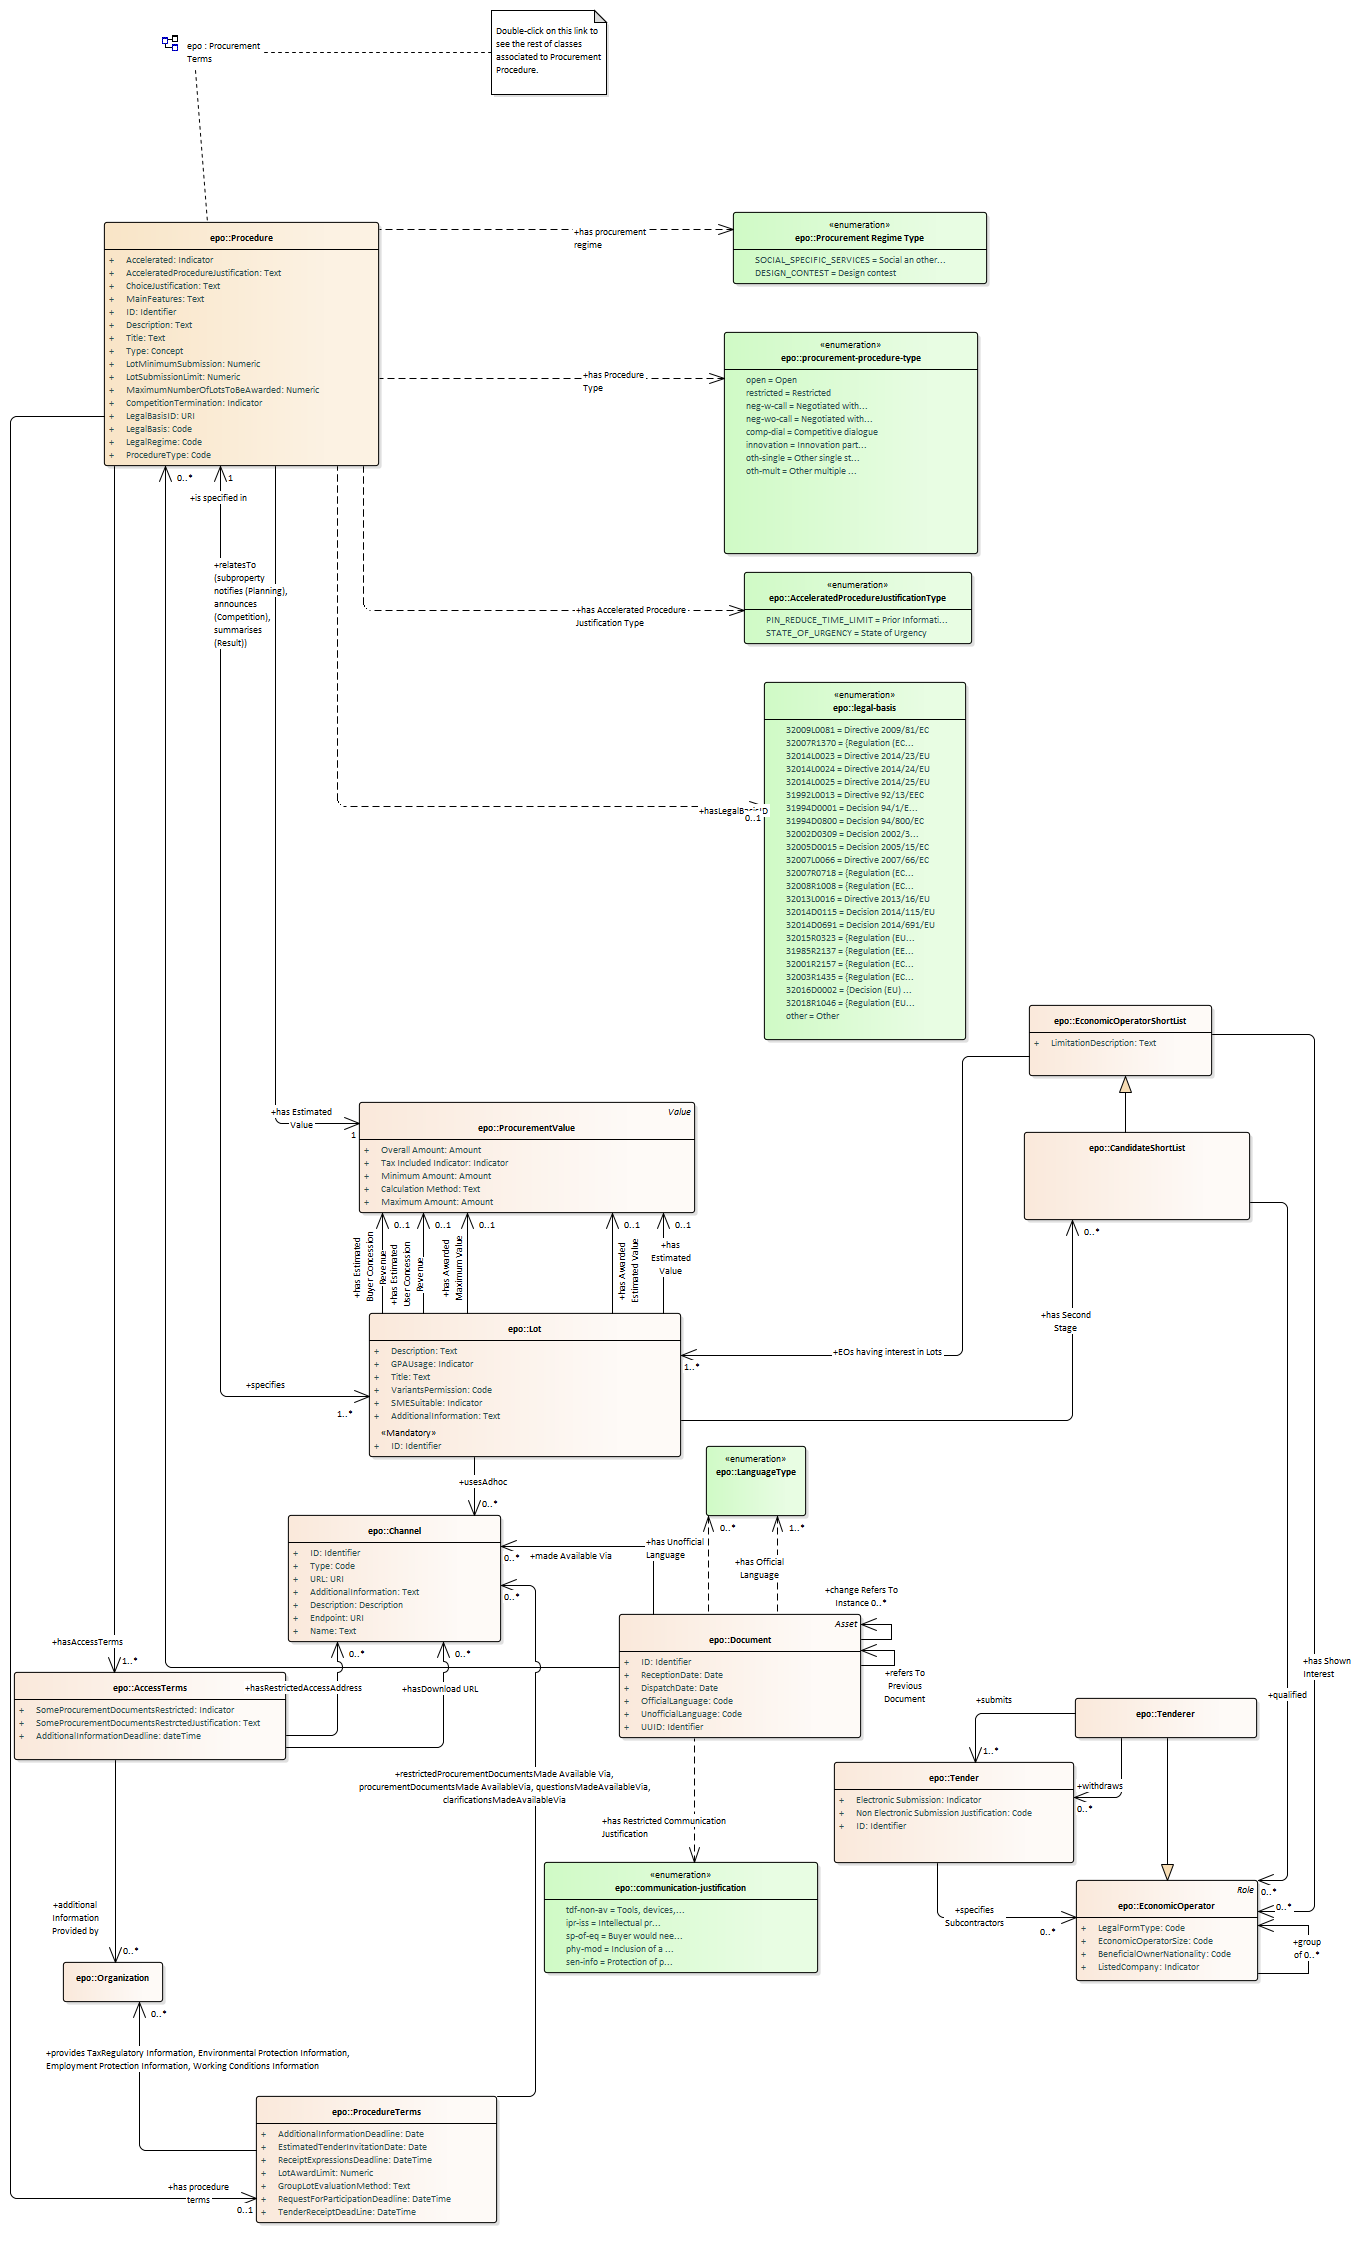 epo : Procurement
Terms
Double-click on this link to
see the rest of classes
associated to Procurement
Procedure.
epo::Procedure
+ Accelerated: Indicator
+ AcceleratedProcedureJustification: Text
+ ChoiceJustification: Text
+ MainFeatures: Text
+ ID: Identifier
+ Description: Text
+ Title: Text
+ Type: Concept
+ LotMinimumSubmission: Numeric
+ LotSubmissionLimit: Numeric
+ MaximumNumberOfLotsToBeAwarded: Numeric
+ CompetitionTermination: Indicator
+ LegalBasisID: URI
+ LegalBasis: Code
+ LegalRegime: Code
+ ProcedureType: Code
+has procurement
regime
«enumeration»
epo::Procurement Regime Type
SOCIAL_SPECIFIC_SERVICES = Social an other...
DESIGN_CONTEST = Design contest
+has Procedure
Type
«enumeration»
epo::procurement-procedure-type
open = Open
restricted = Restricted
neg-w-call = Negotiated with...
neg-wo-call = Negotiated with...
comp-dial = Competitive dialogue
innovation = Innovation part...
oth-single = Other single st...
oth-mult = Other multiple ...
0..*
1
+is specified in
+relatesTo
(subproperty
notifies (Planning),
announces
(Competition),
summarises
(Result))
+has Accelerated Procedure
Justification Type
«enumeration»
epo::AcceleratedProcedureJustificationType
PIN_REDUCE_TIME_LIMIT = Prior Informati...
STATE_OF_URGENCY = State of Urgency
+hasLegalBasisID
0..1
«enumeration»
epo::legal-basis
32009L0081 = Directive 2009/81/EC
32007R1370 = {Regulation (EC...
32014L0023 = Directive 2014/23/EU
32014L0024 = Directive 2014/24/EU
32014L0025 = Directive 2014/25/EU
31992L0013 = Directive 92/13/EEC
31994D0001 = Decision 94/1/E...
31994D0800 = Decision 94/800/EC
32002D0309 = Decision 2002/3...
32005D0015 = Decision 2005/15/EC
32007L0066 = Directive 2007/66/EC
32007R0718 = {Regulation (EC...
32008R1008 = {Regulation (EC...
32013L0016 = Directive 2013/16/EU
32014D0115 = Decision 2014/115/EU
32014D0691 = Decision 2014/691/EU
32015R0323 = {Regulation (EU...
31985R2137 = {Regulation (EE...
32001R2157 = {Regulation (EC...
32003R1435 = {Regulation (EC...
32016D0002 = {Decision (EU) ...
32018R1046 = {Regulation (EU...
other = Other
epo::EconomicOperatorShortList
+ LimitationDescription: Text
epo::CandidateShortList
0..*
+has Second
Stage
+has Estimated
Value
1
Value
epo::ProcurementValue
+ Overall Amount: Amount
+ Tax Included Indicator: Indicator
+ Minimum Amount: Amount
+ Calculation Method: Text
+ Maximum Amount: Amount
0..1
0..1
0..1
0..1
0..1
+has Estimated
Buyer Concession
Revenue
+has Estimated
User Concession
Revenue
+has Awarded
Maximum Value
+has Awarded
Estimated Value
+has
Estimated
Value
epo::Lot
+ Description: Text
+ GPAUsage: Indicator
+ Title: Text
+ VariantsPermission: Code
+ SMESuitable: Indicator
+ AdditionalInformation: Text
«Mandatory»
+ ID: Identifier
+specifies
1..*
+EOs having interest in Lots
1..*
+usesAdhoc
0..*
epo::Channel
+ ID: Identifier
+ Type: Code
+ URL: URI
+ AdditionalInformation: Text
+ Description: Description
+ Endpoint: URI
+ Name: Text
«enumeration»
epo::LanguageType
0..*
1..*
+has Unofficial
Language
+has Official
Language
0..*
+made Available Via
0..*
+change Refers To
Instance 0..*
Asset
epo::Document
+ ID: Identifier
+ ReceptionDate: Date
+ DispatchDate: Date
+ OfficialLanguage: Code
+ UnofficialLanguage: Code
+ UUID: Identifier
+refers To
Previous
Document
+hasAccessTerms
1..*
epo::AccessTerms
+ SomeProcurementDocumentsRestricted: Indicator
+ SomeProcurementDocumentsRestrctedJustification: Text
+ AdditionalInformationDeadline: dateTime
0..*
0..*
+hasRestrictedAccessAddress
+hasDownload URL
+restrictedProcurementDocumentsMade Available Via,
procurementDocumentsMade AvailableVia, questionsMadeAvailableVia,
clarificationsMadeAvailableVia
+has Restricted Communication
Justification
«enumeration»
epo::communication-justification
tdf-non-av = Tools, devices,...
ipr-iss = Intellectual pr...
sp-of-eq = Buyer would nee...
phy-mod = Inclusion of a ...
sen-info = Protection of p...
+has Shown
Interest
+qualified
+submits
1..*
epo::Tenderer
epo::Tender
+ Electronic Submission: Indicator
+ Non Electronic Submission Justification: Code
+ ID: Identifier
+withdraws
0..*
+specifies
Subcontractors
0..*
0..*
0..*
Role
epo::EconomicOperator
+ LegalFormType: Code
+ EconomicOperatorSize: Code
+ BeneficialOwnerNationality: Code
+ ListedCompany: Indicator
+group
of 0..*
+additional
Information
Provided by
0..*
epo::Organization
0..*
+provides TaxRegulatory Information, Environmental Protection Information,
Employment Protection Information, Working Conditions Information
epo::ProcedureTerms
+ AdditionalInformationDeadline: Date
+ EstimatedTenderInvitationDate: Date
+ ReceiptExpressionsDeadline: DateTime
+ LotAwardLimit: Numeric
+ GroupLotEvaluationMethod: Text
+ RequestForParticipationDeadline: DateTime
+ TenderReceiptDeadLine: DateTime
+has procedure
terms
0..1